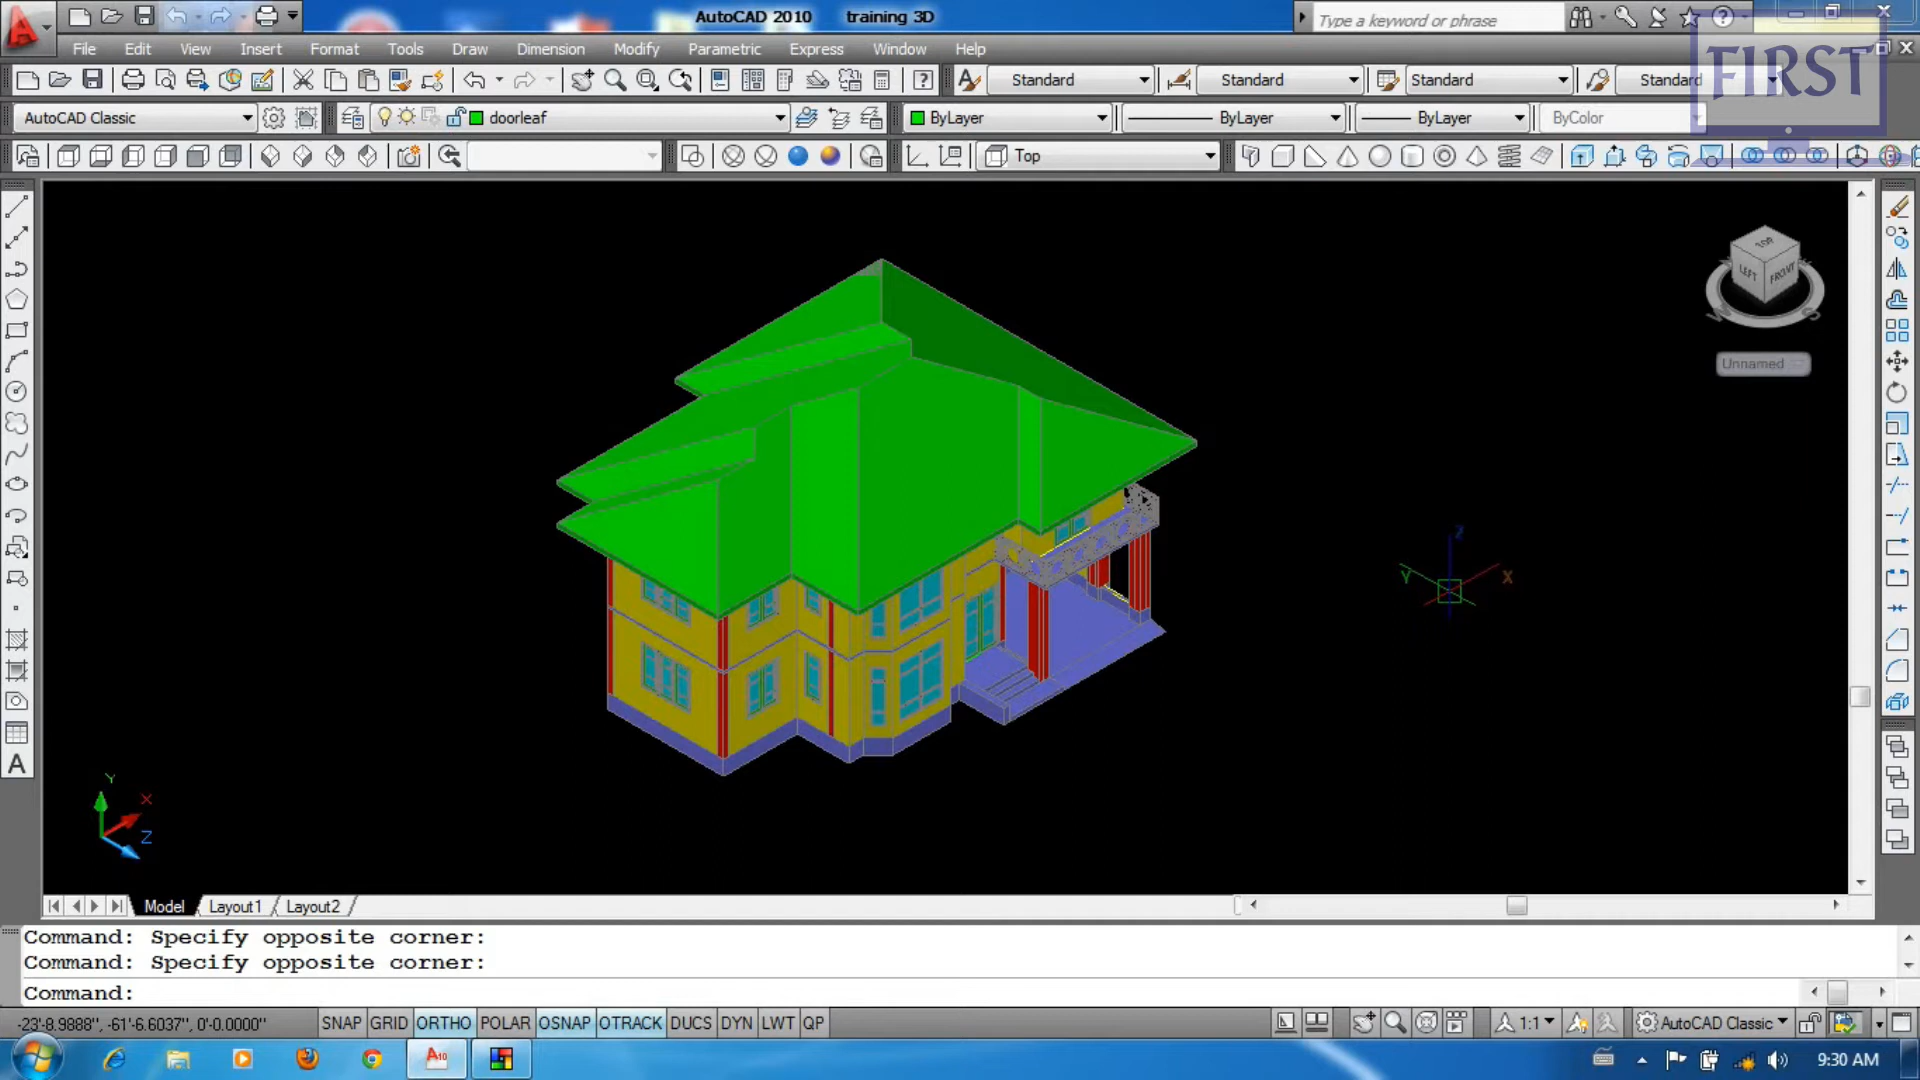 AutoCAD 2010 training 3D
Type a keyword or phrase
File Edit View Insert Format Tools Draw Dimension Modify Parametric Express Window Help
FIRST
Standard Standard Standard Standard
AutoCAD Classic doorleaf ByLayer ByLayer ByLayer ByColor
Top
TOP
LEFT FRONT
W S
Unnamed
Z
Y X
Y
X
Z
Model Layout1 Layout2
Command: Specify opposite corner:
Command: Specify opposite corner:
Command:
-23'-8.9888", -61'-6.6037", 0'-0.0000" SNAP GRID ORTHO POLAR OSNAP OTRACK DUCS DYN LWT QP 1:1 AutoCAD Classic
9:30 AM